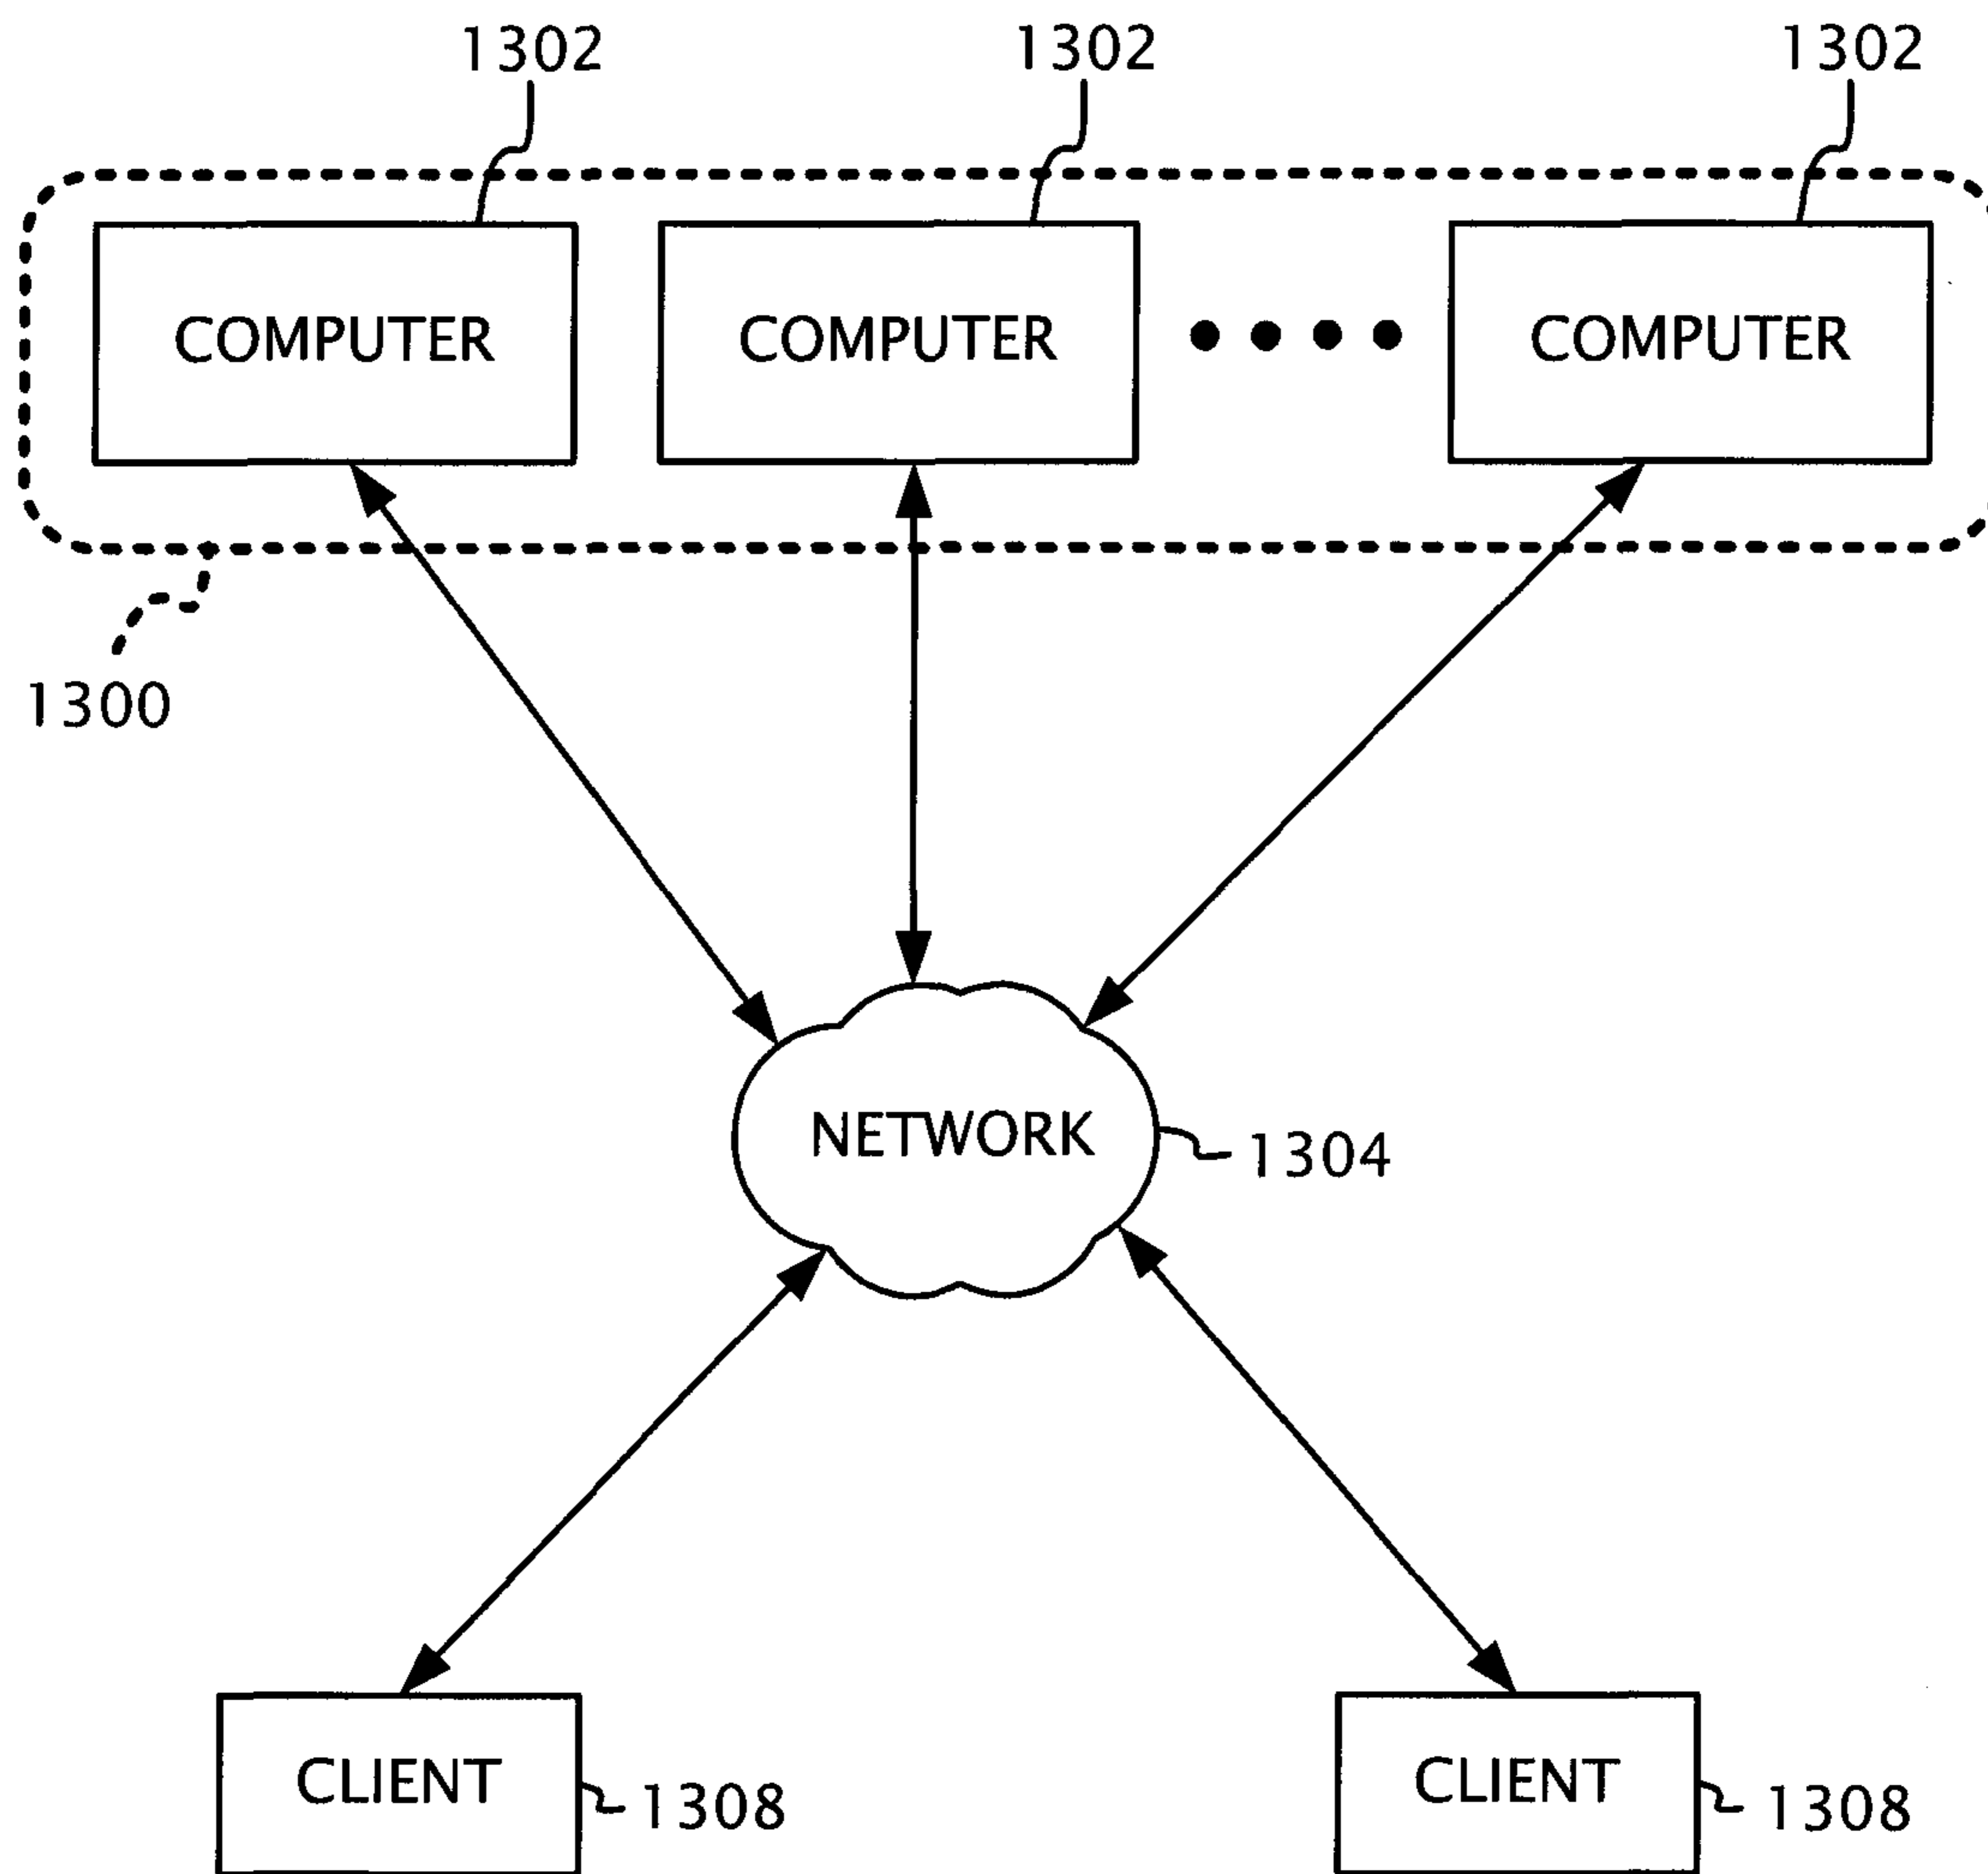 1302 1302 1302
COMPUTER COMPUTER COMPUTER
1300
NETWORK
1304
CLIENT 1308 CLIENT 1308